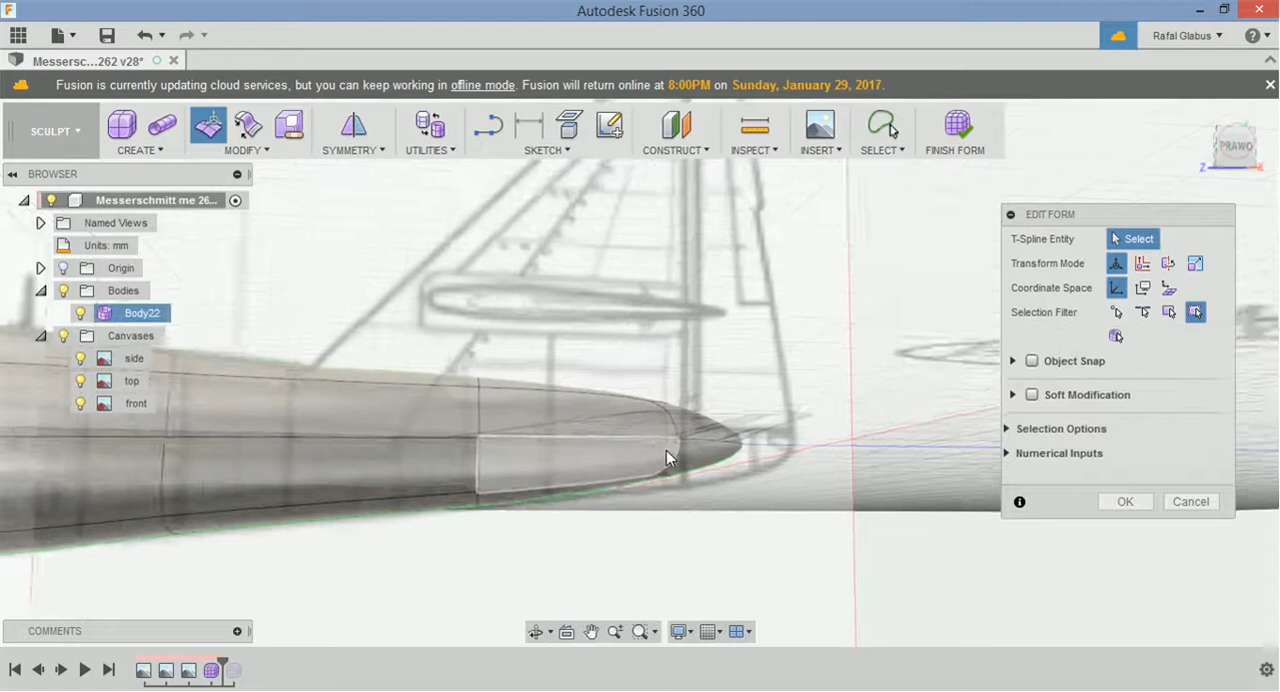 Autodesk Fusion 360
Rafal Glabus
Messersc...262 v28*
Fusion is currently updating cloud services, but you can keep working in offline mode. Fusion will return online at 8:00PM on Sunday, January 29, 2017.
SCULPT
CREATE
MODIFY
SYMMETRY
UTILITIES
SKETCH
CONSTRUCT
INSPECT
INSERT
SELECT
FINISH FORM
PRAWO
Z
X
BROWSER
Messerschmitt me 26...
Named Views
Units: mm
Origin
Bodies
Body22
Canvases
side
top
front
EDIT FORM
T-Spline Entity
Select
Transform Mode
Coordinate Space
Selection Filter
Object Snap
Soft Modification
Selection Options
Numerical Inputs
OK
Cancel
COMMENTS